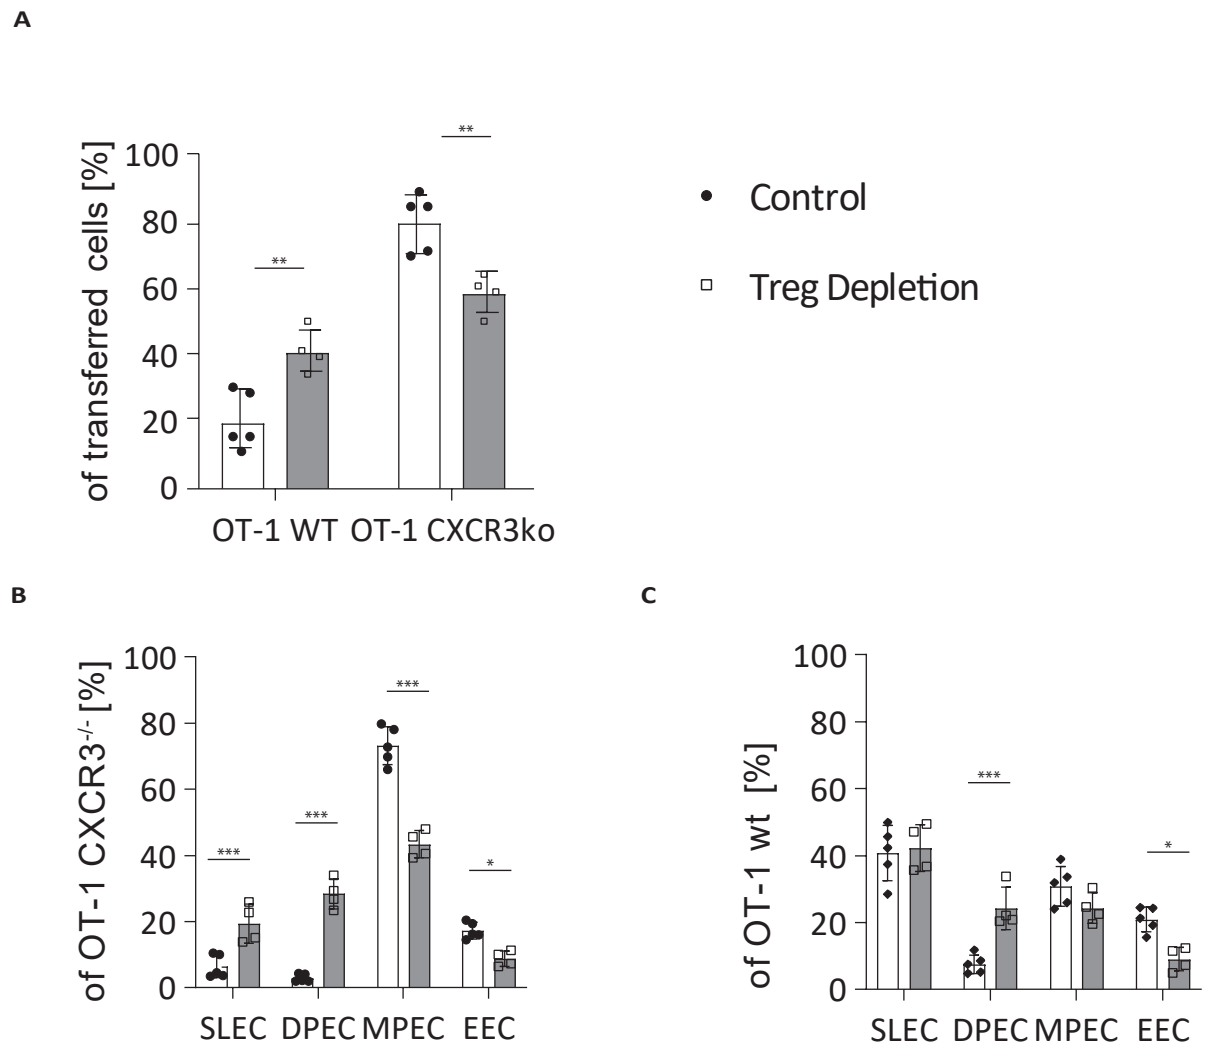 A
of transferred cells [%]
100
80
60
40
20
0
**
**
OT-1 WT OT-1 CXCR3ko
Control
Treg Depletion
B
of OT-1 CXCR3-/- [%]
100
80
60
40
20
0
***
***
***
*
SLEC DPEC MPEC EEC
C
of OT-1 wt [%]
100
80
60
40
20
0
***
*
SLEC DPEC MPEC EEC